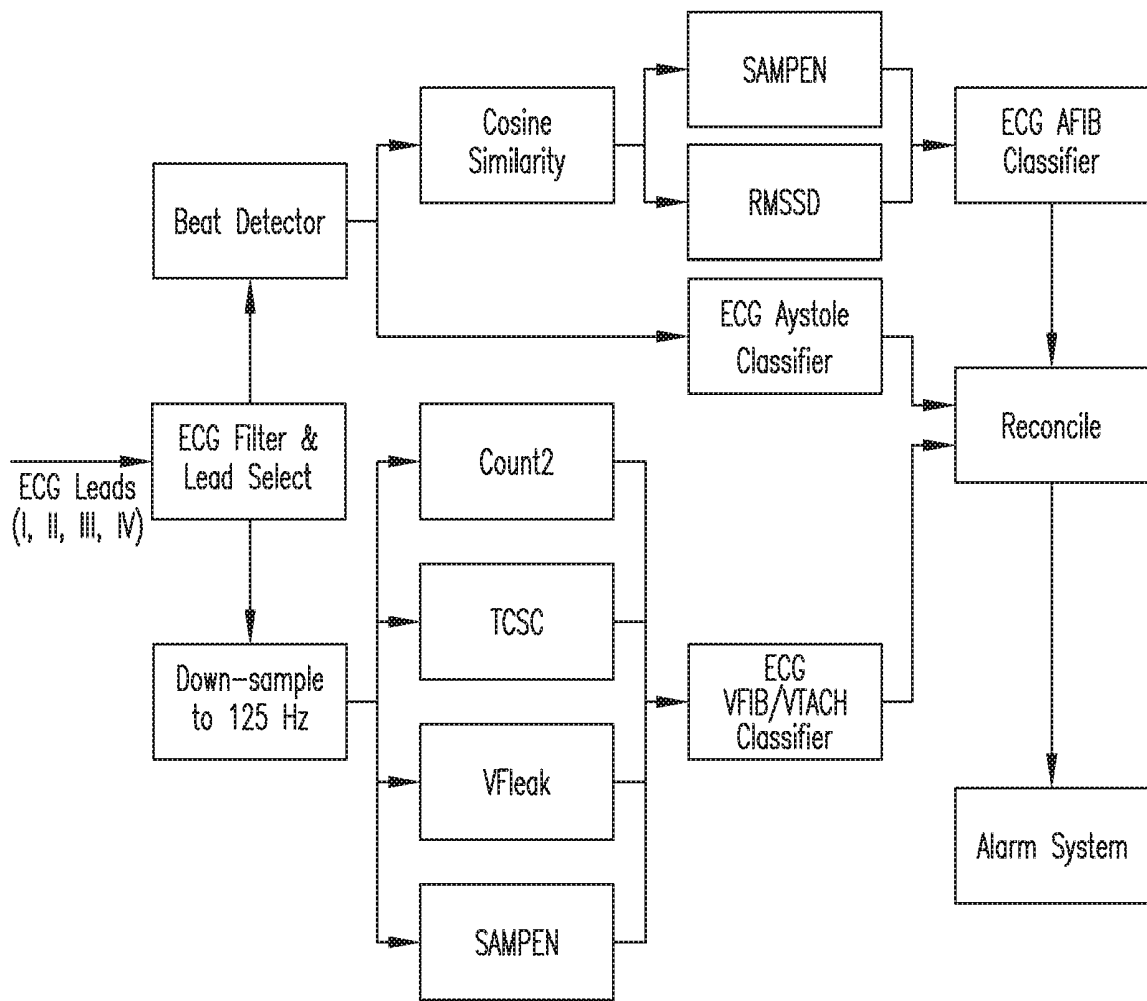 SAMPEN
Cosine
Similarity
ECG AFIB
Classifier
Beat Detector
RMSSD
ECG Aystole
Classifier
ECG Filter &
Lead Select
ECG Leads
(I, II, III, IV)
Count2
Reconcile
TCSC
Down-sample
to 125 Hz
ECG
VFIB/VTACH
Classifier
VFleak
Alarm System
SAMPEN